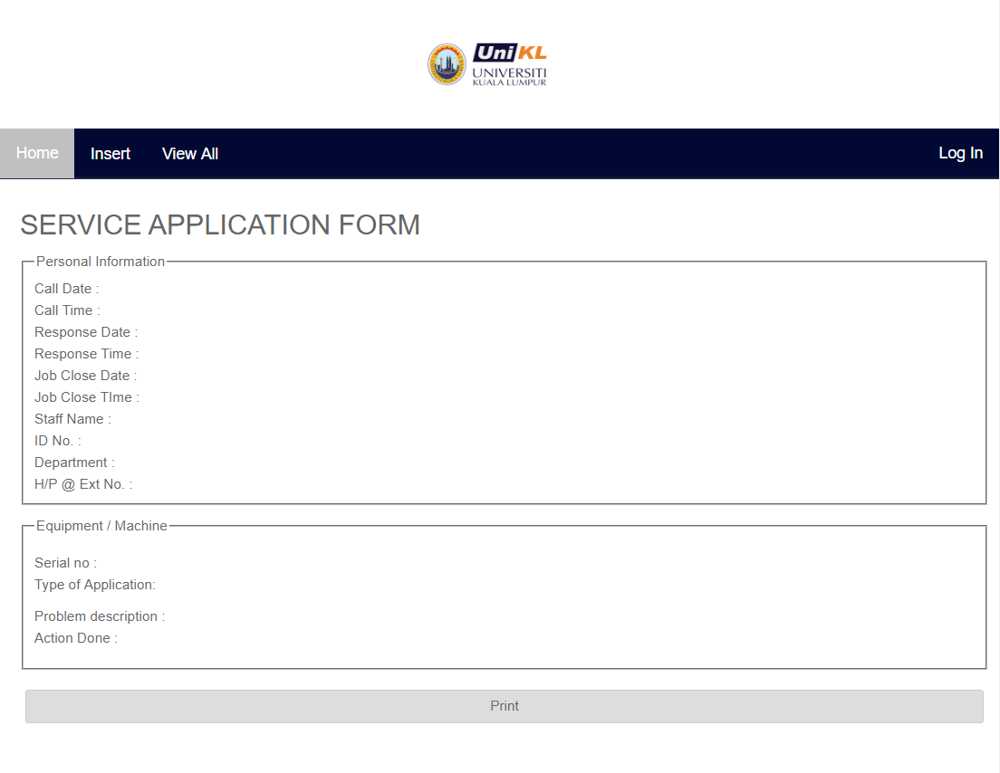 UniKL
UNIVERSITI
KUALA LUMPUR
Home Insert View All Log In
SERVICE APPLICATION FORM
Personal Information
Call Date :
Call Time :
Response Date :
Response Time :
Job Close Date :
Job Close TIme :
Staff Name :
ID No. :
Department :
H/P @ Ext No. :
Equipment / Machine
Serial no :
Type of Application:
Problem description :
Action Done :
Print